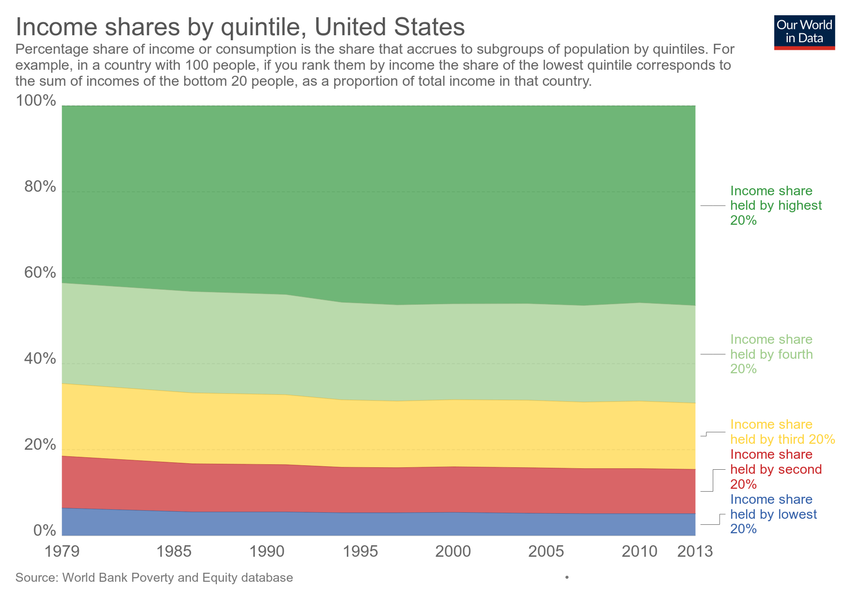 Income shares by quintile, United States
Our World
in Data
Percentage share of income or consumption is the share that accrues to subgroups of population by quintiles. For
example, in a country with 100 people, if you rank them by income the share of the lowest quintile corresponds to
the sum of incomes of the bottom 20 people, as a proportion of total income in that country.
100%
80%
60%
40%
20%
0%
Income share
held by highest
20%
Income share
held by fourth
20%
Income share
held by third 20%
Income share
held by second
20%
Income share
held by lowest
20%
1979 1985 1990 1995 2000 2005 2010 2013
Source: World Bank Poverty and Equity database